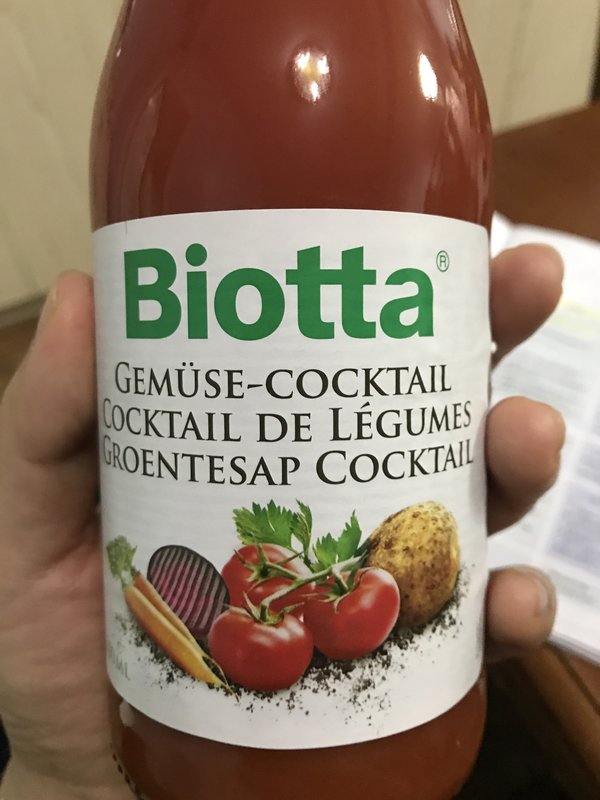 Biotta®
GEMÜSE-COCKTAIL
COCKTAIL DE LÉGUMES
GROENTESAP COCKTAIL